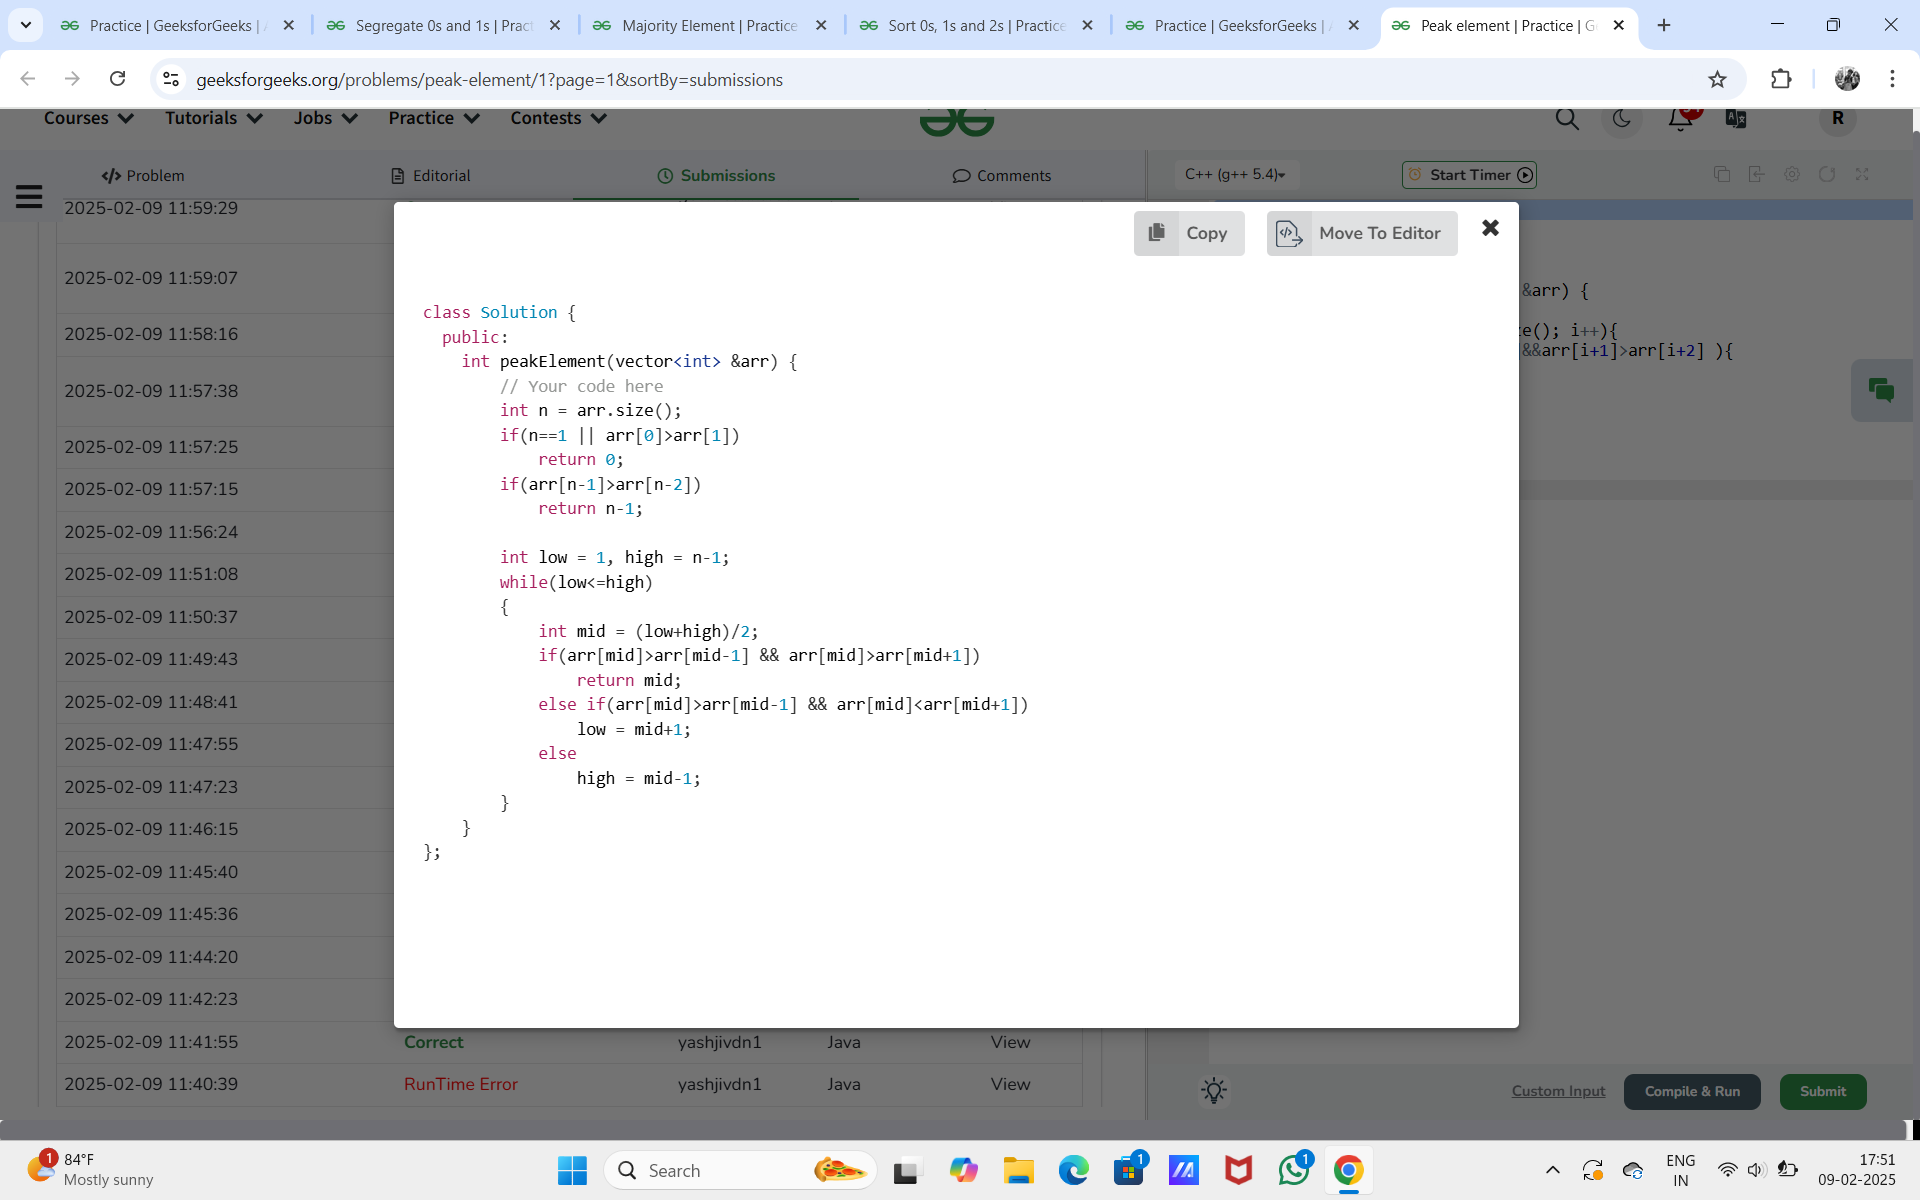 Practice | GeeksforGeeks |
Segregate 0s and 1s | Pract
Majority Element | Practice
Sort 0s, 1s and 2s | Practice
Practice | GeeksforGeeks |
Peak element | Practice | G
geeksforgeeks.org/problems/peak-element/1?page=1&sortBy=submissions
Courses
Tutorials
Jobs
Practice
Contests
R
Problem
Editorial
Submissions
Comments
C++ (g++ 5.4)
Start Timer
2025-02-09 11:59:29
2025-02-09 11:59:07
2025-02-09 11:58:16
2025-02-09 11:57:38
2025-02-09 11:57:25
2025-02-09 11:57:15
2025-02-09 11:56:24
2025-02-09 11:51:08
2025-02-09 11:50:37
2025-02-09 11:49:43
2025-02-09 11:48:41
2025-02-09 11:47:55
2025-02-09 11:47:23
2025-02-09 11:46:15
2025-02-09 11:45:40
2025-02-09 11:45:36
2025-02-09 11:44:20
2025-02-09 11:42:23
2025-02-09 11:41:55 Correct yashjivdn1 Java View
2025-02-09 11:40:39 RunTime Error yashjivdn1 Java View
Copy
Move To Editor
class Solution {
  public:
    int peakElement(vector<int> &arr) {
        // Your code here
        int n = arr.size();
        if(n==1 || arr[0]>arr[1])
            return 0;
        if(arr[n-1]>arr[n-2])
            return n-1;
        int low = 1, high = n-1;
        while(low<=high)
        {
            int mid = (low+high)/2;
            if(arr[mid]>arr[mid-1] && arr[mid]>arr[mid+1])
                return mid;
            else if(arr[mid]>arr[mid-1] && arr[mid]<arr[mid+1])
                low = mid+1;
            else
                high = mid-1;
        }
    }
};
&arr) {
e(); i++){
&&arr[i+1]>arr[i+2] ){
Custom Input
Compile & Run
Submit
1
84°F
Mostly sunny
Search
1
1
ENG
IN
17:51
09-02-2025